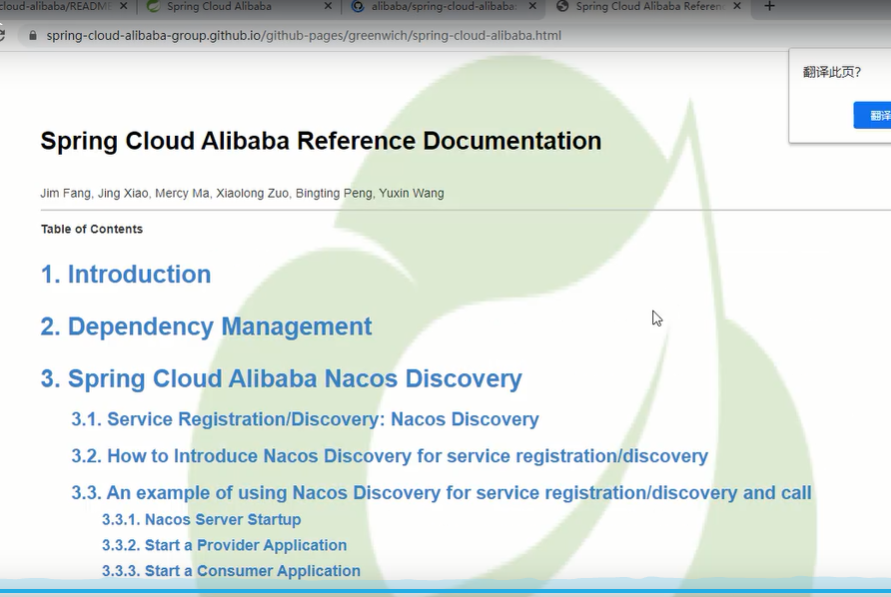 cloud-alibaba/README
Spring Cloud Alibaba
alibaba/spring-cloud-alibaba:
Spring Cloud Alibaba Referen
spring-cloud-alibaba-group.github.io/github-pages/greenwich/spring-cloud-alibaba.html
翻译此页?
翻译
Spring Cloud Alibaba Reference Documentation
Jim Fang, Jing Xiao, Mercy Ma, Xiaolong Zuo, Bingting Peng, Yuxin Wang
Table of Contents
1. Introduction
2. Dependency Management
3. Spring Cloud Alibaba Nacos Discovery
3.1. Service Registration/Discovery: Nacos Discovery
3.2. How to Introduce Nacos Discovery for service registration/discovery
3.3. An example of using Nacos Discovery for service registration/discovery and call
3.3.1. Nacos Server Startup
3.3.2. Start a Provider Application
3.3.3. Start a Consumer Application